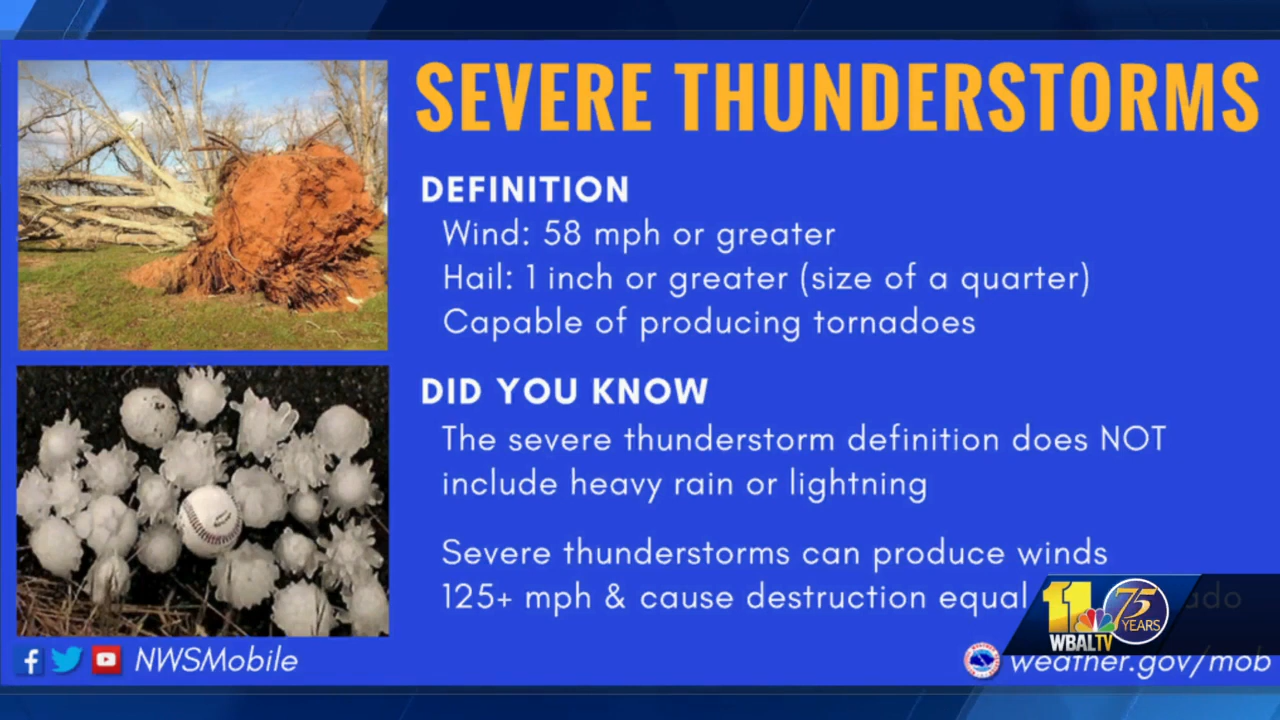 SEVERE THUNDERSTORMS
DEFINITION
Wind: 58 mph or greater
Hail: 1 inch or greater (size of a quarter)
Capable of producing tornadoes
DID YOU KNOW
The severe thunderstorm definition does NOT
include heavy rain or lightning
Severe thunderstorms can produce winds
125+ mph & cause destruction equal
11 75
YEARS
WBALTV
NWSMobile
weather.gov/mob